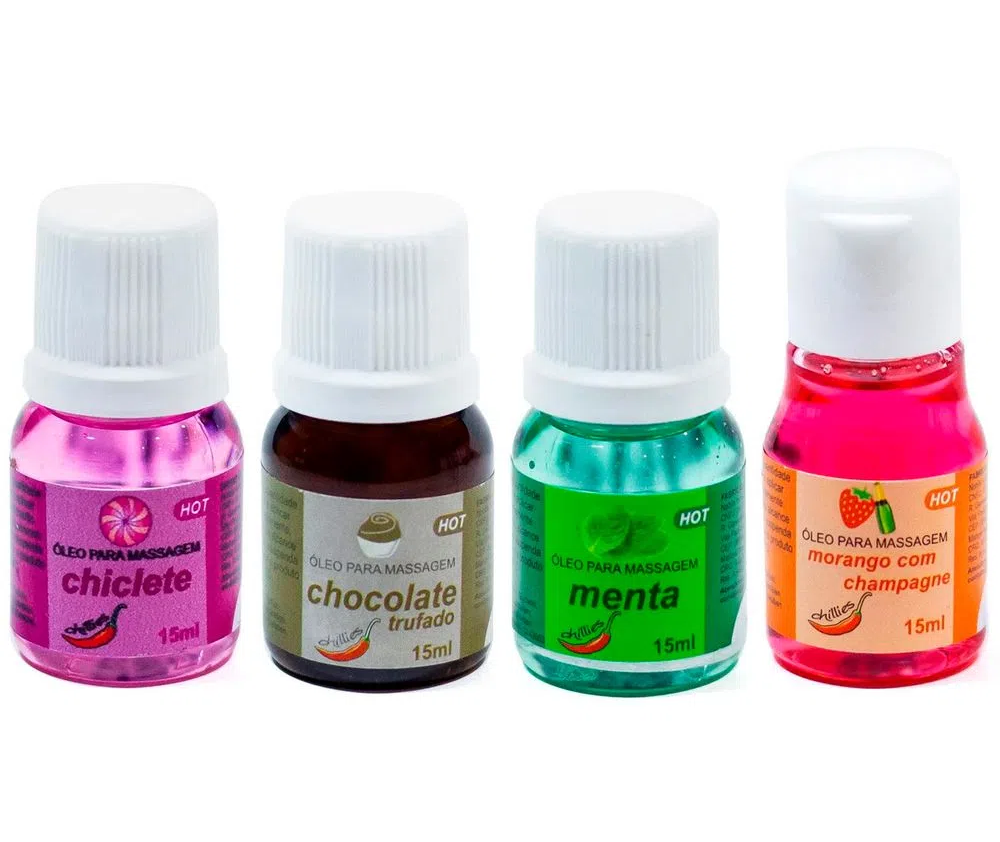 HOT
ÓLEO PARA MASSAGEM
chiclete
chillies
15ml
HOT
ÓLEO PARA MASSAGEM
chocolate
trufado
chillies
15ml
HOT
ÓLEO PARA MASSAGEM
menta
chillies
15ml
HOT
ÓLEO PARA MASSAGEM
morango com
champagne
chillies
15ml